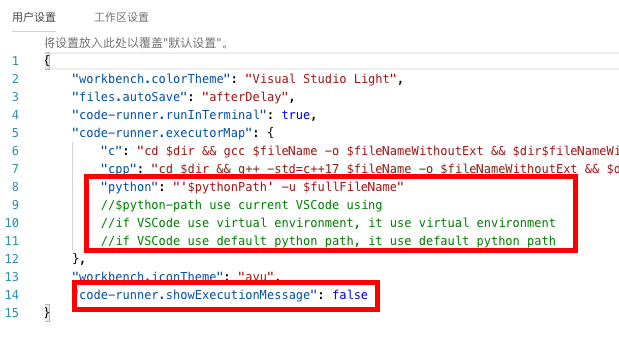 用户设置 工作区设置
将设置放入此处以覆盖"默认设置"。
1 {
2 "workbench.colorTheme": "Visual Studio Light",
3 "files.autoSave": "afterDelay",
4 "code-runner.runInTerminal": true,
5 "code-runner.executorMap": {
6 "c": "cd $dir && gcc $fileName -o $fileNameWithoutExt && $dir$fileNameWi
7 "cpp": "cd $dir && g++ -std=c++17 $fileName -o $fileNameWithoutExt && $d
8 "python": "'$pythonPath' -u $fullFileName"
9 //$python-path use current VSCode using
10 //if VSCode use virtual environment, it use virtual environment
11 //if VSCode use default python path, it use default python path
12 },
13 "workbench.iconTheme": "ayu",
14 "code-runner.showExecutionMessage": false
15 }